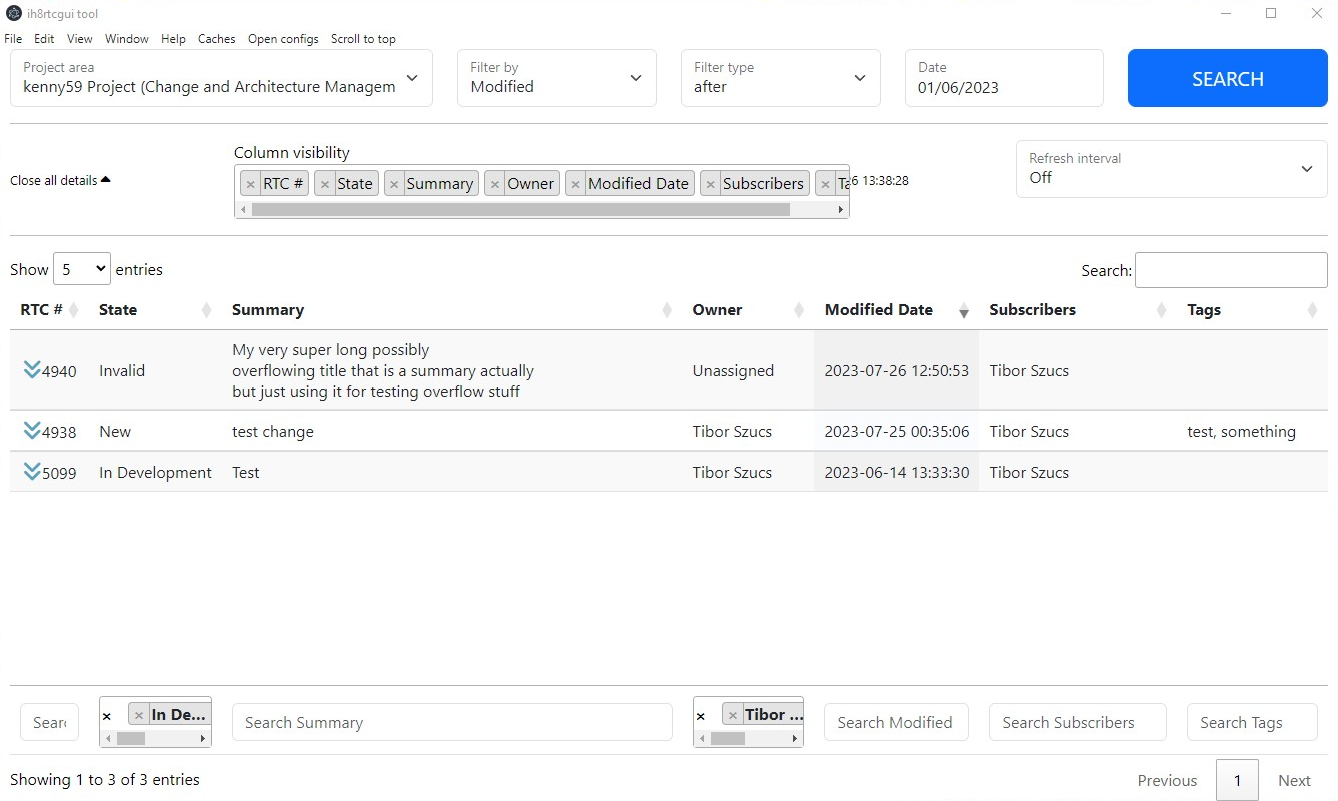 ih8rtcgui tool
File Edit View Window Help Caches Open configs Scroll to top
Project area
kenny59 Project (Change and Architecture Managem
Filter by
Modified
Filter type
after
Date
01/06/2023
SEARCH
Close all details
Column visibility
× RTC # × State × Summary × Owner × Modified Date × Subscribers × Ta
6 13:38:28
Refresh interval
Off
Show 5 entries
Search:
RTC # State Summary Owner Modified Date Subscribers Tags
4940 Invalid My very super long possibly
overflowing title that is a summary actually
but just using it for testing overflow stuff
Unassigned 2023-07-26 12:50:53 Tibor Szucs
4938 New test change Tibor Szucs 2023-07-25 00:35:06 Tibor Szucs test, something
5099 In Development Test Tibor Szucs 2023-06-14 13:33:30 Tibor Szucs
Searc × × In De... Search Summary × × Tibor ... Search Modified Search Subscribers Search Tags
Showing 1 to 3 of 3 entries
Previous 1 Next